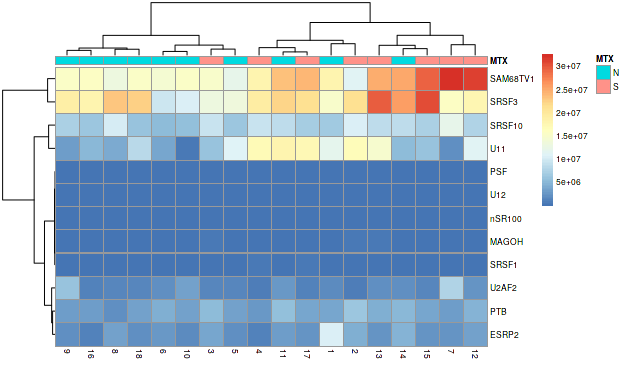 MTX
SAM68TV1
SRSF3
SRSF10
U11
PSF
U12
nSR100
MAGOH
SRSF1
U2AF2
PTB
ESRP2
9 16 8 18 6 10 3 5 4 11 17 1 2 13 14 15 7 12
3e+07
2.5e+07
2e+07
1.5e+07
1e+07
5e+06
MTX
N
S